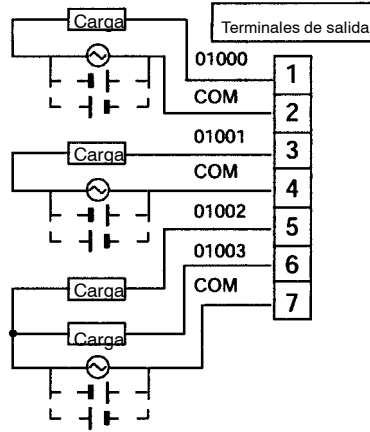 Terminales de salida
Carga
01000
1
COM
2
Carga
01001
3
COM
4
01002
5
Carga
01003
6
Carga
COM
7